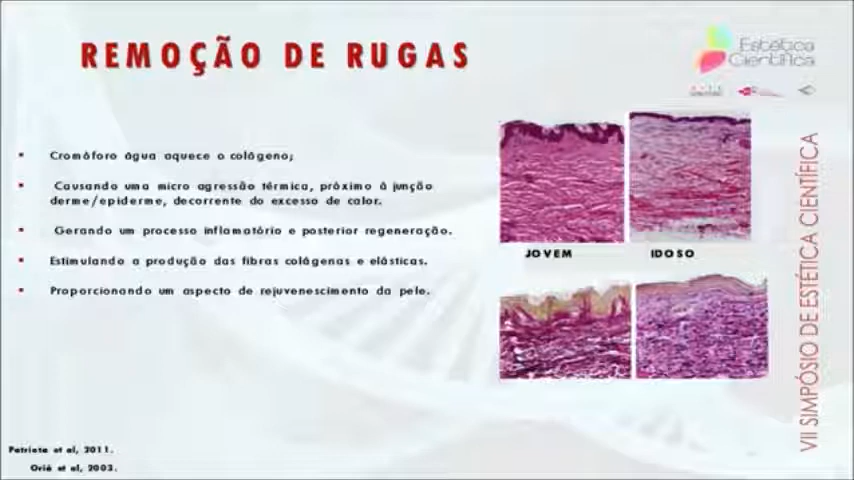 REMOÇÃO DE RUGAS
Estética
Científica
Cromóforo água aquece o colágeno;
Causando uma micro agressão térmica, próximo à junção
derme/epiderme, decorrente do excesso de calor.
Gerando um processo inflamatório e posterior regeneração.
Estimulando a produção das fibras colágenas e elásticas.
Proporcionando um aspecto de rejuvenescimento da pele.
JOVEM
IDOSO
VII SIMPÓSIO DE ESTÉTICA CIENTÍFICA
Patriota et al, 2011.
Oriá et al, 2003.